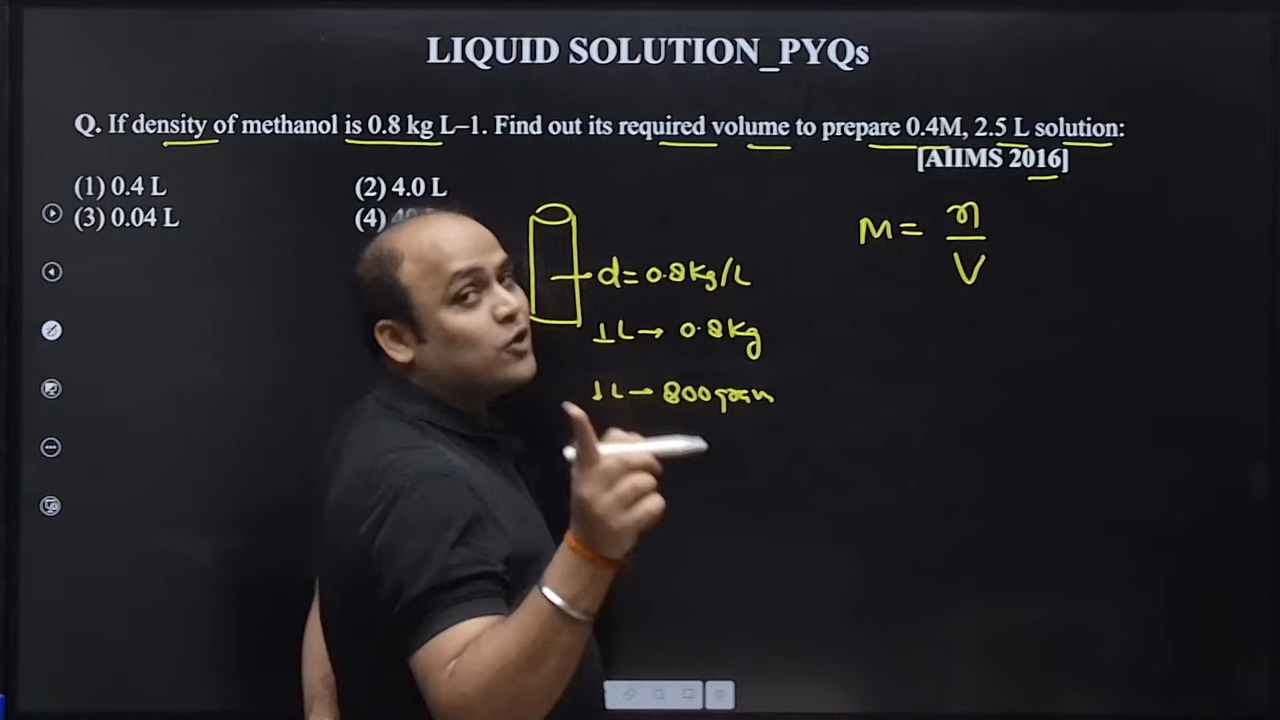 LIQUID SOLUTION_PYQs
Q. If density of methanol is 0.8 kg L–1. Find out its required volume to prepare 0.4M, 2.5 L solution:
[AIIMS 2016]
(1) 0.4 L
(2) 4.0 L
(3) 0.04 L
(4)
M = n/V
d = 0.8 Kg/L
1L → 0.8 Kg
1L → 800 gram